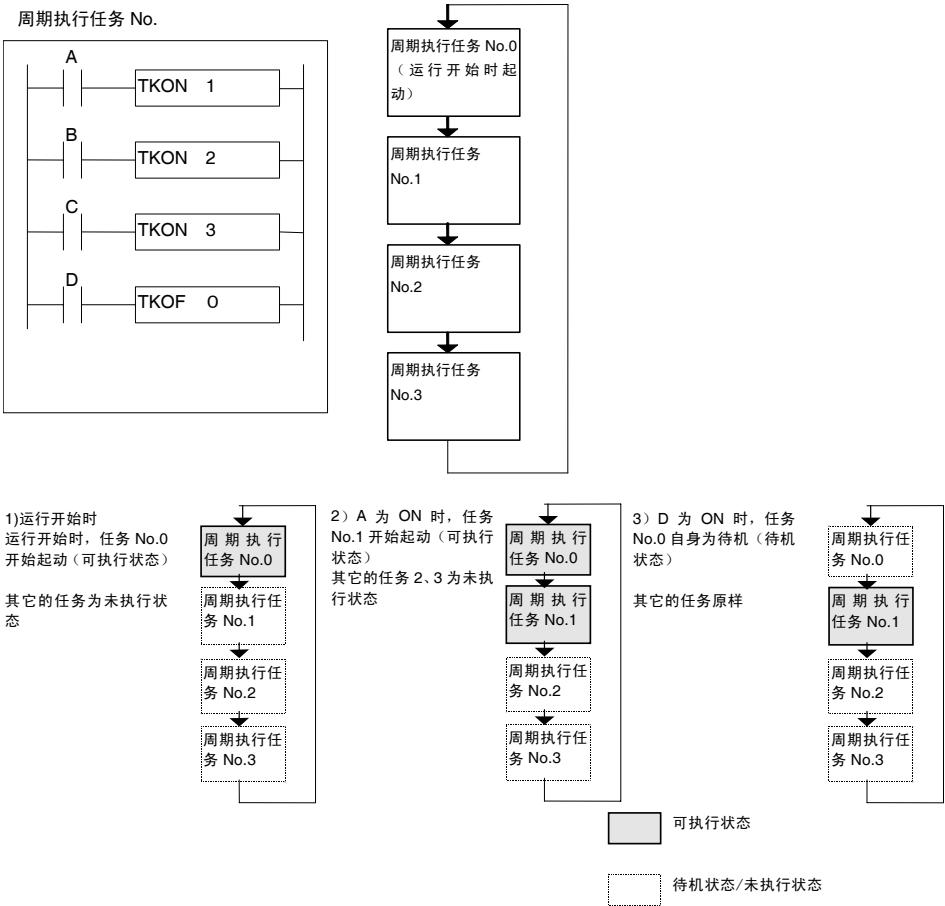 周期执行任务 No.
A
TKON 1
B
TKON 2
C
TKON 3
D
TKOF 0
周期执行任务 No.0
（运行开始时起
动）
周期执行任务
No.1
周期执行任务
No.2
周期执行任务
No.3
1)运行开始时
运行开始时，任务 No.0
开始起动（可执行状态）
其它的任务为未执行状
态
周期执行
任务 No.0
周期执行任
务 No.1
周期执行任
务 No.2
周期执行任
务 No.3
2）A 为 ON 时，任务
No.1 开始起动（可执行
状态）
其它的任务 2、3 为未执
行状态
周期执行
任务 No.0
周期执行
任务 No.1
周期执行任
务 No.2
周期执行任
务 No.3
3）D 为 ON 时，任务
No.0 自身为待机（待机
状态）
其它的任务原样
周期执行任
务 No.0
周期执行
任务 No.1
周期执行任
务 No.2
周期执行任
务 No.3
可执行状态
待机状态/未执行状态